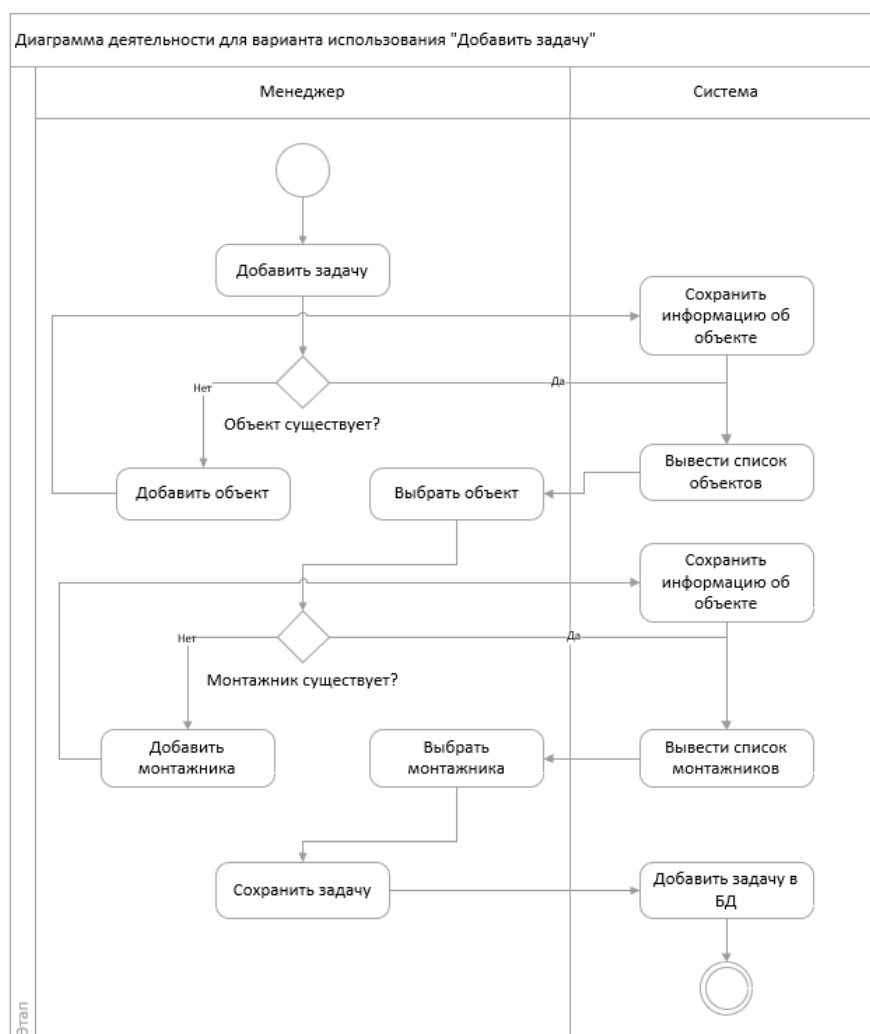 Диаграмма деятельности для варианта использования "Добавить задачу"
Менеджер
Система
Добавить задачу
Сохранить
информацию об
объекте
Нет
Да
Объект существует?
Добавить объект
Выбрать объект
Вывести список
объектов
Сохранить
информацию об
объекте
Нет
Да
Монтажник существует?
Добавить
монтажника
Выбрать
монтажника
Вывести список
монтажников
Сохранить задачу
Добавить задачу в
БД
Этап